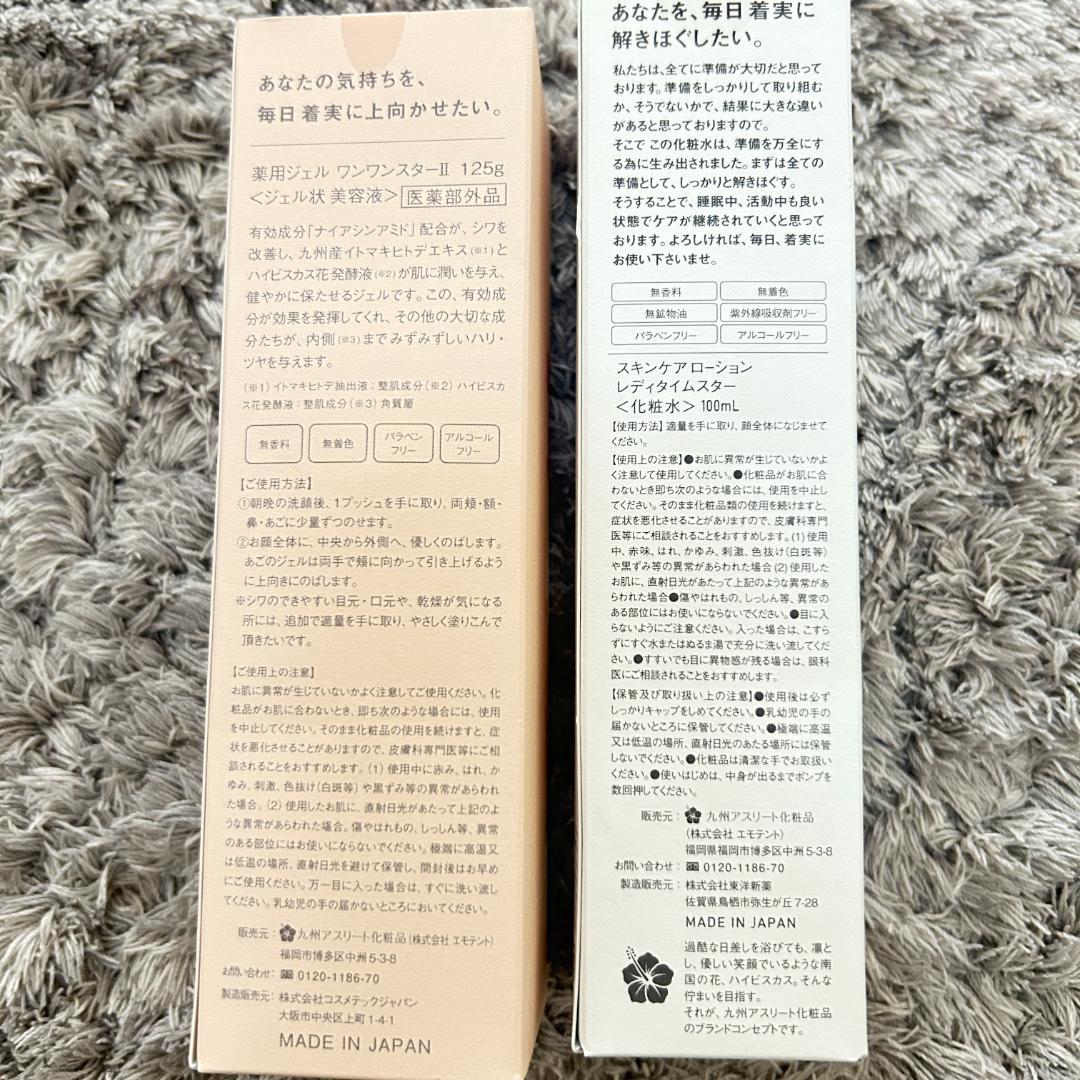 あなたの気持ちを、
毎日着実に上向かせたい。
薬用ジェル ワンワンスターII 125g
＜ジェル状 美容液＞ 医薬部外品
有効成分「ナイアシンアミド」配合が、シワを
改善し、九州産イトマキヒトデエキス(※1)と
ハイビスカス花発酵液(※2)が肌に潤いを与え、
健やかに保たせるジェルです。この、有効成
分が効果を発揮してくれ、その他の大切な成
分たちが、内側(※3)までみずみずしいハリ・
ツヤを与えます。
(※1)イトマキヒトデ抽出液：整肌成分(※2)ハイビスカ
ス花発酵液：整肌成分(※3)角質層
無香料
無着色
パラベン
フリー
アルコール
フリー
【ご使用方法】
①朝晩の洗顔後、1プッシュを手に取り、両頬・額・
鼻・あごに少量ずつのせます。
②お顔全体に、中央から外側へ、優しくのばします。
あごのジェルは両手で頬に向かって引き上げるよう
に上向きにのばします。
※シワのできやすい目元・口元や、乾燥が気になる
所には、追加で適量を手に取り、やさしく塗りこんで
頂きたいです。
【ご使用上の注意】
お肌に異常が生じていないかよく注意してご使用ください。化
粧品がお肌に合わないとき、即ち次のような場合には、使用
を中止してください。そのまま化粧品の使用を続けますと、症
状を悪化させることがありますので、皮膚科専門医等にご相
談されることをおすすめします。(1)使用中に赤み、はれ、か
ゆみ、刺激、色抜け(白斑等)や黒ずみ等の異常があらわれ
た場合。(2)使用したお肌に、直射日光があたって上記のよ
うな異常があらわれた場合。傷やはれもの、しっしん等、異常
のある部位にはお使いにならないでください。極端に高温又
は低温の場所、直射日光を避けて保管し、開封後はお早め
にご使用ください。万一目に入った場合は、すぐに洗い流し
てください。乳幼児の手の届かないところにおいてください。
販売元：九州アスリート化粧品(株式会社 エモテント)
福岡市博多区中洲5-3-8
お問い合わせ：0120-1186-70
製造販売元：株式会社コスメテックジャパン
大阪市中央区上町1-4-1
MADE IN JAPAN
あなたを、毎日着実に
解きほぐしたい。
私たちは、全てに準備が大切だと思って
おります。準備をしっかりして取り組む
か、そうでないかで、結果に大きな違い
があると思っておりますので。
そこで この化粧水は、準備を万全にす
る為に生み出されました。まずは全ての
準備として、しっかりと解きほぐす。
そうすることで、睡眠中、活動中も良い
状態でケアが継続されていくと思って
おります。よろしければ、毎日、着実に
お使い下さいませ。
無香料
無着色
無鉱物油
紫外線吸収剤フリー
パラベンフリー
アルコールフリー
スキンケアローション
レディタイムスター
＜化粧水＞ 100mL
【使用方法】適量を手に取り、顔全体になじませて
ください。
【使用上の注意】●お肌に異常が生じていないかよ
く注意して使用してください。●化粧品がお肌に合
わないとき即ち次のような場合には、使用を中止し
てください。そのまま化粧品類の使用を続けますと、
症状を悪化させることがありますので、皮膚科専門
医等にご相談されることをおすすめします。(1)使用
中、赤味、はれ、かゆみ、刺激、色抜け(白斑等)
や黒ずみ等の異常があらわれた場合(2)使用した
お肌に、直射日光があたって上記のような異常があ
らわれた場合●傷やはれもの、しっしん等、異常の
ある部位にはお使いにならないでください。●目に入
らないようにご注意ください。入った場合は、こすら
ずにすぐ水またはぬるま湯で充分に洗い流してくだ
さい。●すすいでも目に異物感が残る場合は、眼科
医にご相談されることをおすすめします。
【保管及び取り扱い上の注意】●使用後は必ず
しっかりキャップをしめてください。●乳幼児の手の
届かないところに保管してください。●極端に高温
又は低温の場所、直射日光のあたる場所には保管
しないでください。●化粧品は清潔な手でお取扱い
ください。●使いはじめは、中身が出るまでポンプを
数回押してください。
販売元：九州アスリート化粧品
(株式会社 エモテント)
福岡県福岡市博多区中洲5-3-8
お問い合わせ：0120-1186-70
製造販売元：株式会社東洋新薬
佐賀県鳥栖市弥生が丘7-28
MADE IN JAPAN
過酷な日差しを浴びても、凛と
し、優しい笑顔でいるような南
国の花、ハイビスカス。そんな
佇まいを目指す。
それが、九州アスリート化粧品
のブランドコンセプトです。